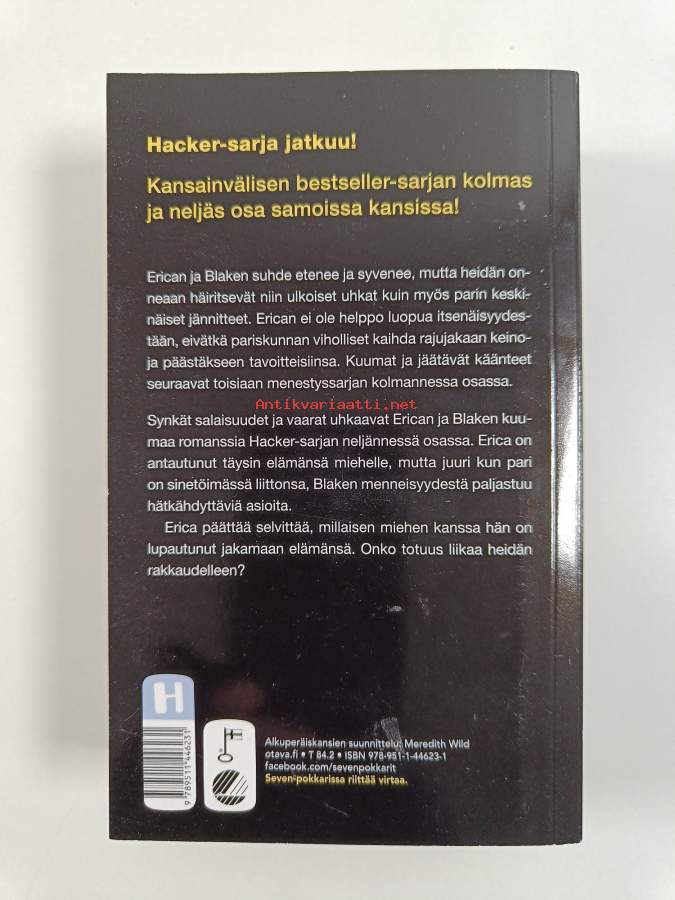 Hacker-sarja jatkuu!
Kansainvälisen bestseller-sarjan kolmas
ja neljäs osa samoissa kansissa!
Erican ja Blaken suhde etenee ja syvenee, mutta heidän on-
neaan häiritsevät niin ulkoiset uhkat kuin myös parin keski-
näiset jännitteet. Erican ei ole helppo luopua itsenäisyydes-
tään, eivätkä pariskunnan viholliset kaihda rajujakaan keino-
ja päästäkseen tavoitteisiinsa. Kuumat ja jäätävät käänteet
seuraavat toisiaan menestyssarjan kolmannessa osassa.
Antikvariaatti.net
Synkät salaisuudet ja vaarat uhkaavat Erican ja Blaken kuu-
maa romanssia Hacker-sarjan neljännessä osassa. Erica on
antautunut täysin elämänsä miehelle, mutta juuri kun pari
on sinetöimässä liittonsa, Blaken menneisyydestä paljastuu
hätkähdyttäviä asioita.
Erica päättää selvittää, millaisen miehen kanssa hän on
lupautunut jakamaan elämänsä. Onko totuus liikaa heidän
rakkaudelleen?
H
9 789511 446231
Alkuperäiskansien suunnittelu: Meredith Wild
otava.fi • T 84.2 • ISBN 978-951-1-44623-1
facebook.com/sevenpokkarit
Seven-pokkarissa riittää virtaa.